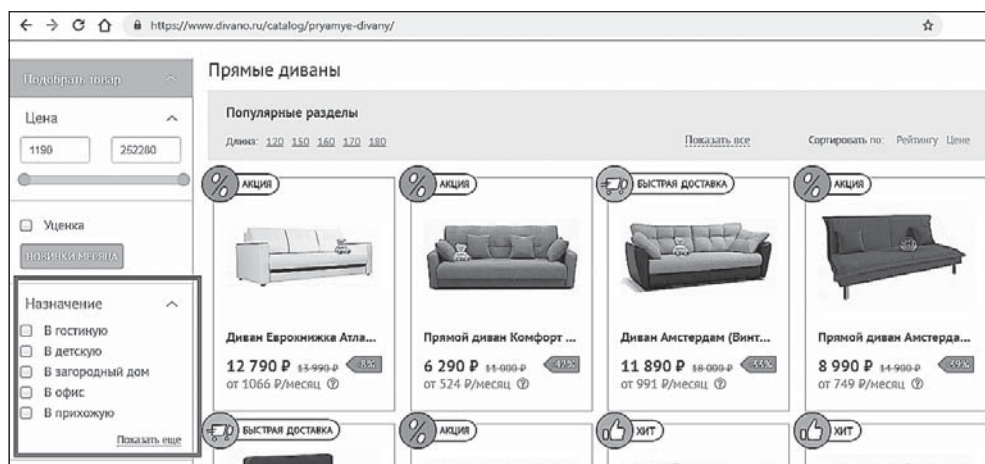 https://www.divano.ru/catalog/pryamye-divany/
Подобрать товар
Цена
1190 252280
Уценка
НОВИНКИ МЕСЯЦА
Назначение
В гостиную
В детскую
В загородный дом
В офис
В прихожую
Показать еще
Прямые диваны
Популярные разделы
Длина: 120 150 160 170 180 Показать все Сортировать по: Рейтингу Цене
% АКЦИЯ
Диван Еврокнижка Атла...
12 790 ₽ 13 990 ₽ -8%
от 1066 ₽/месяц ?
% АКЦИЯ
Прямой диван Комфорт ...
6 290 ₽ 11 000 ₽ -42%
от 524 ₽/месяц ?
БЫСТРАЯ ДОСТАВКА
Диван Амстердам (Винт...
11 890 ₽ 18 000 ₽ -33%
от 991 ₽/месяц ?
% АКЦИЯ
Прямой диван Амстерда...
8 990 ₽ 14 900 ₽ -39%
от 749 ₽/месяц ?
БЫСТРАЯ ДОСТАВКА
% АКЦИЯ
ХИТ
ХИТ